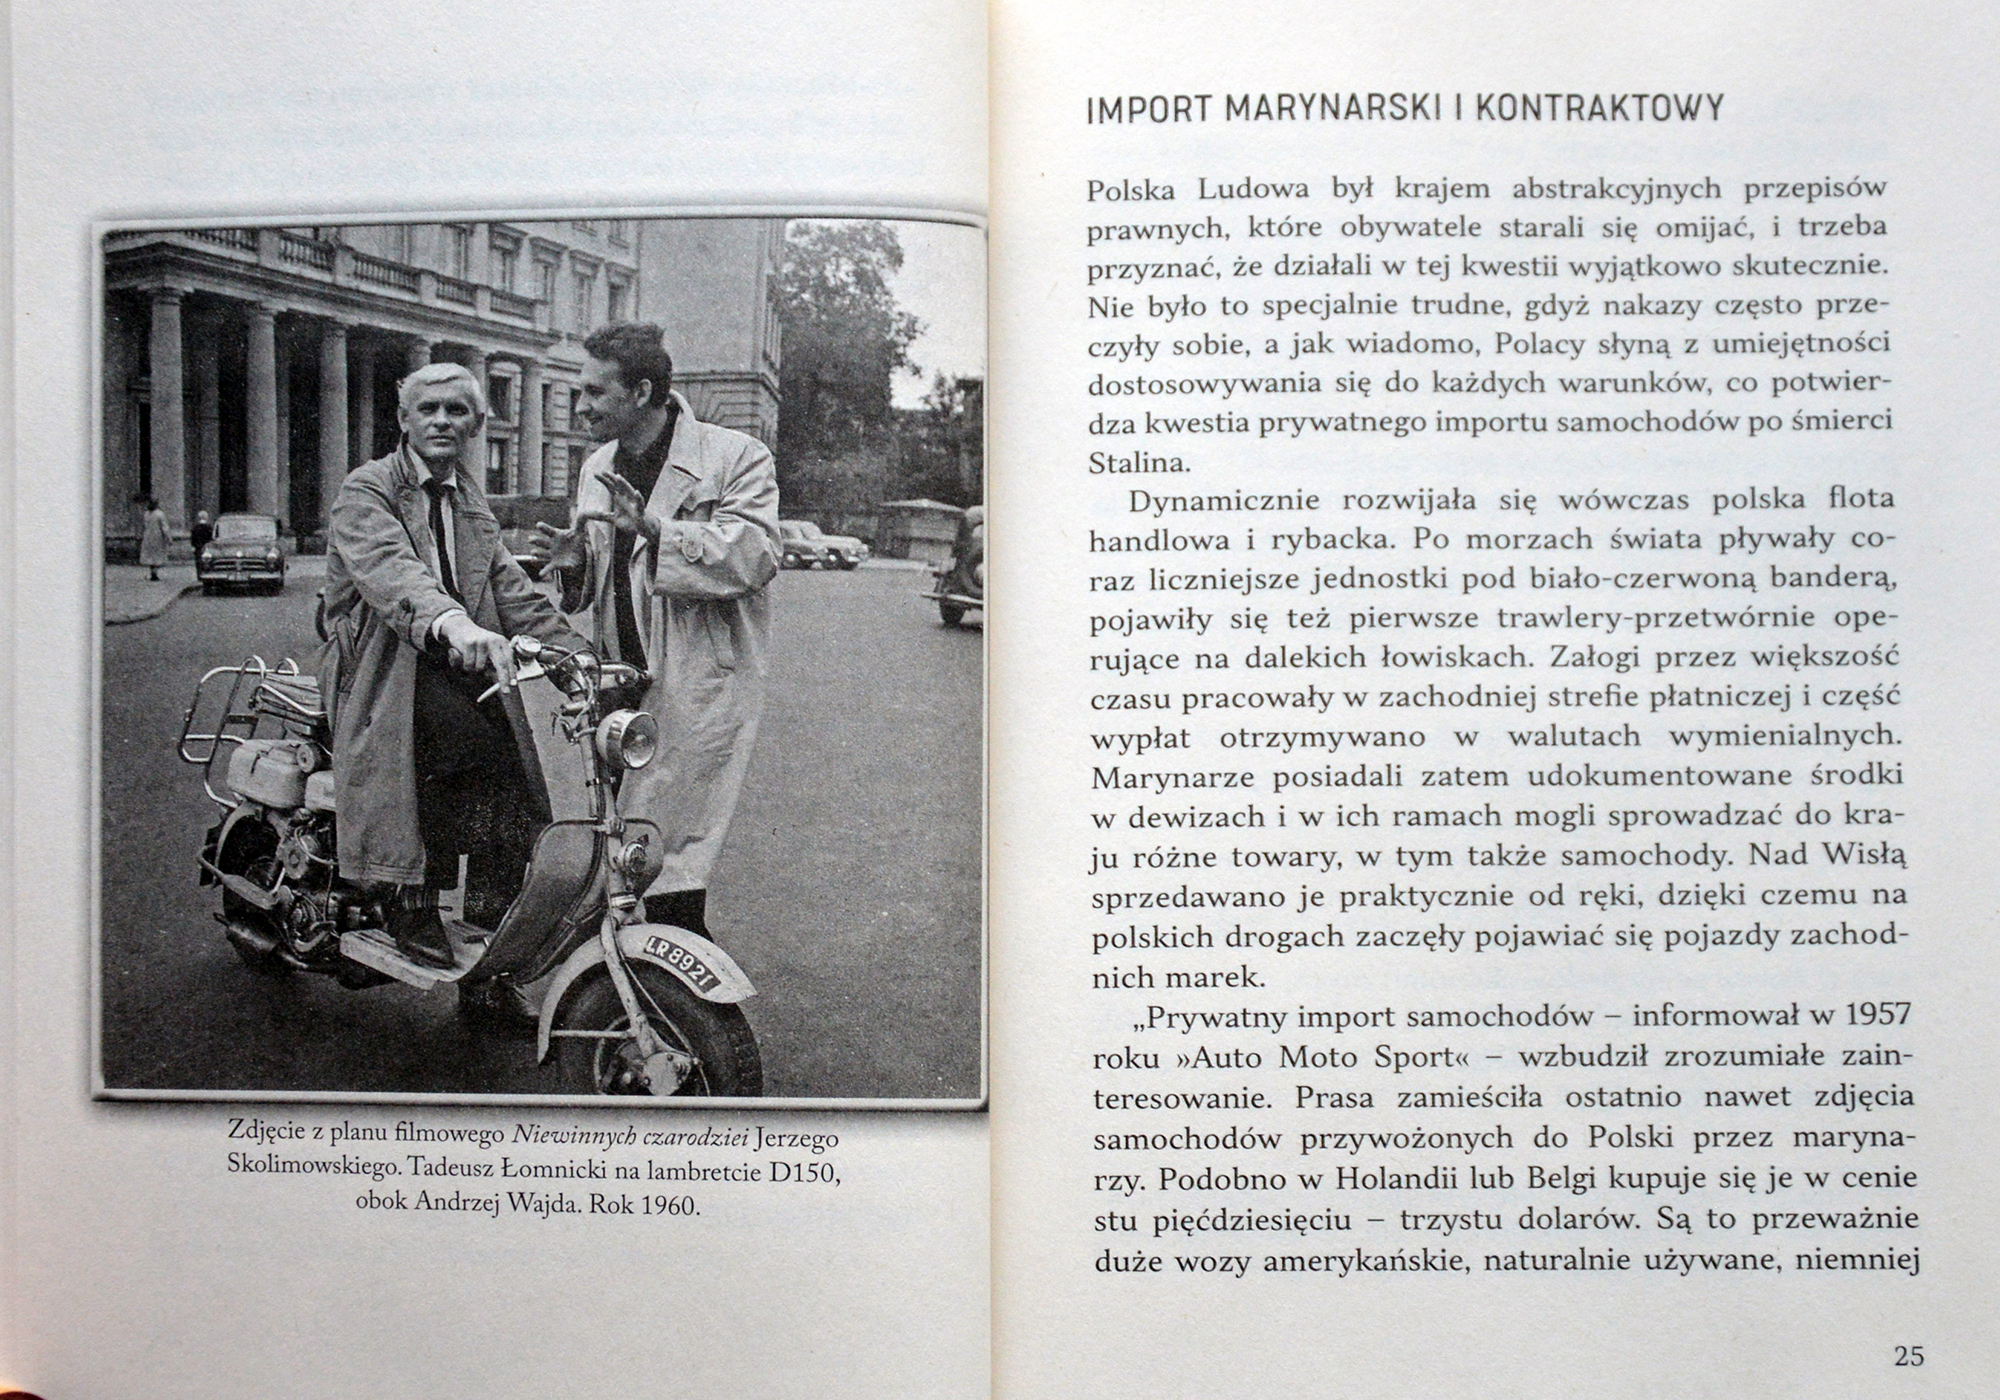 LR 8921
Zdjęcie z planu filmowego Niewinnych czarodziei Jerzego
Skolimowskiego. Tadeusz Łomnicki na lambretcie D150,
obok Andrzej Wajda. Rok 1960.
IMPORT MARYNARSKI I KONTRAKTOWY
Polska Ludowa był krajem abstrakcyjnych przepisów
prawnych, które obywatele starali się omijać, i trzeba
przyznać, że działali w tej kwestii wyjątkowo skutecznie.
Nie było to specjalnie trudne, gdyż nakazy często prze-
czyły sobie, a jak wiadomo, Polacy słyną z umiejętności
dostosowywania się do każdych warunków, co potwier-
dza kwestia prywatnego importu samochodów po śmierci
Stalina.
Dynamicznie rozwijała się wówczas polska flota
handlowa i rybacka. Po morzach świata pływały co-
raz liczniejsze jednostki pod biało-czerwoną banderą,
pojawiły się też pierwsze trawlery-przetwórnie ope-
rujące na dalekich łowiskach. Załogi przez większość
czasu pracowały w zachodniej strefie płatniczej i część
wypłat otrzymywano w walutach wymienialnych.
Marynarze posiadali zatem udokumentowane środki
w dewizach i w ich ramach mogli sprowadzać do kra-
ju różne towary, w tym także samochody. Nad Wisłą
sprzedawano je praktycznie od ręki, dzięki czemu na
polskich drogach zaczęły pojawiać się pojazdy zachod-
nich marek.
„Prywatny import samochodów – informował w 1957
roku »Auto Moto Sport« – wzbudził zrozumiałe zain-
teresowanie. Prasa zamieściła ostatnio nawet zdjęcia
samochodów przywożonych do Polski przez maryna-
rzy. Podobno w Holandii lub Belgi kupuje się je w cenie
stu pięćdziesięciu – trzystu dolarów. Są to przeważnie
duże wozy amerykańskie, naturalnie używane, niemniej
25